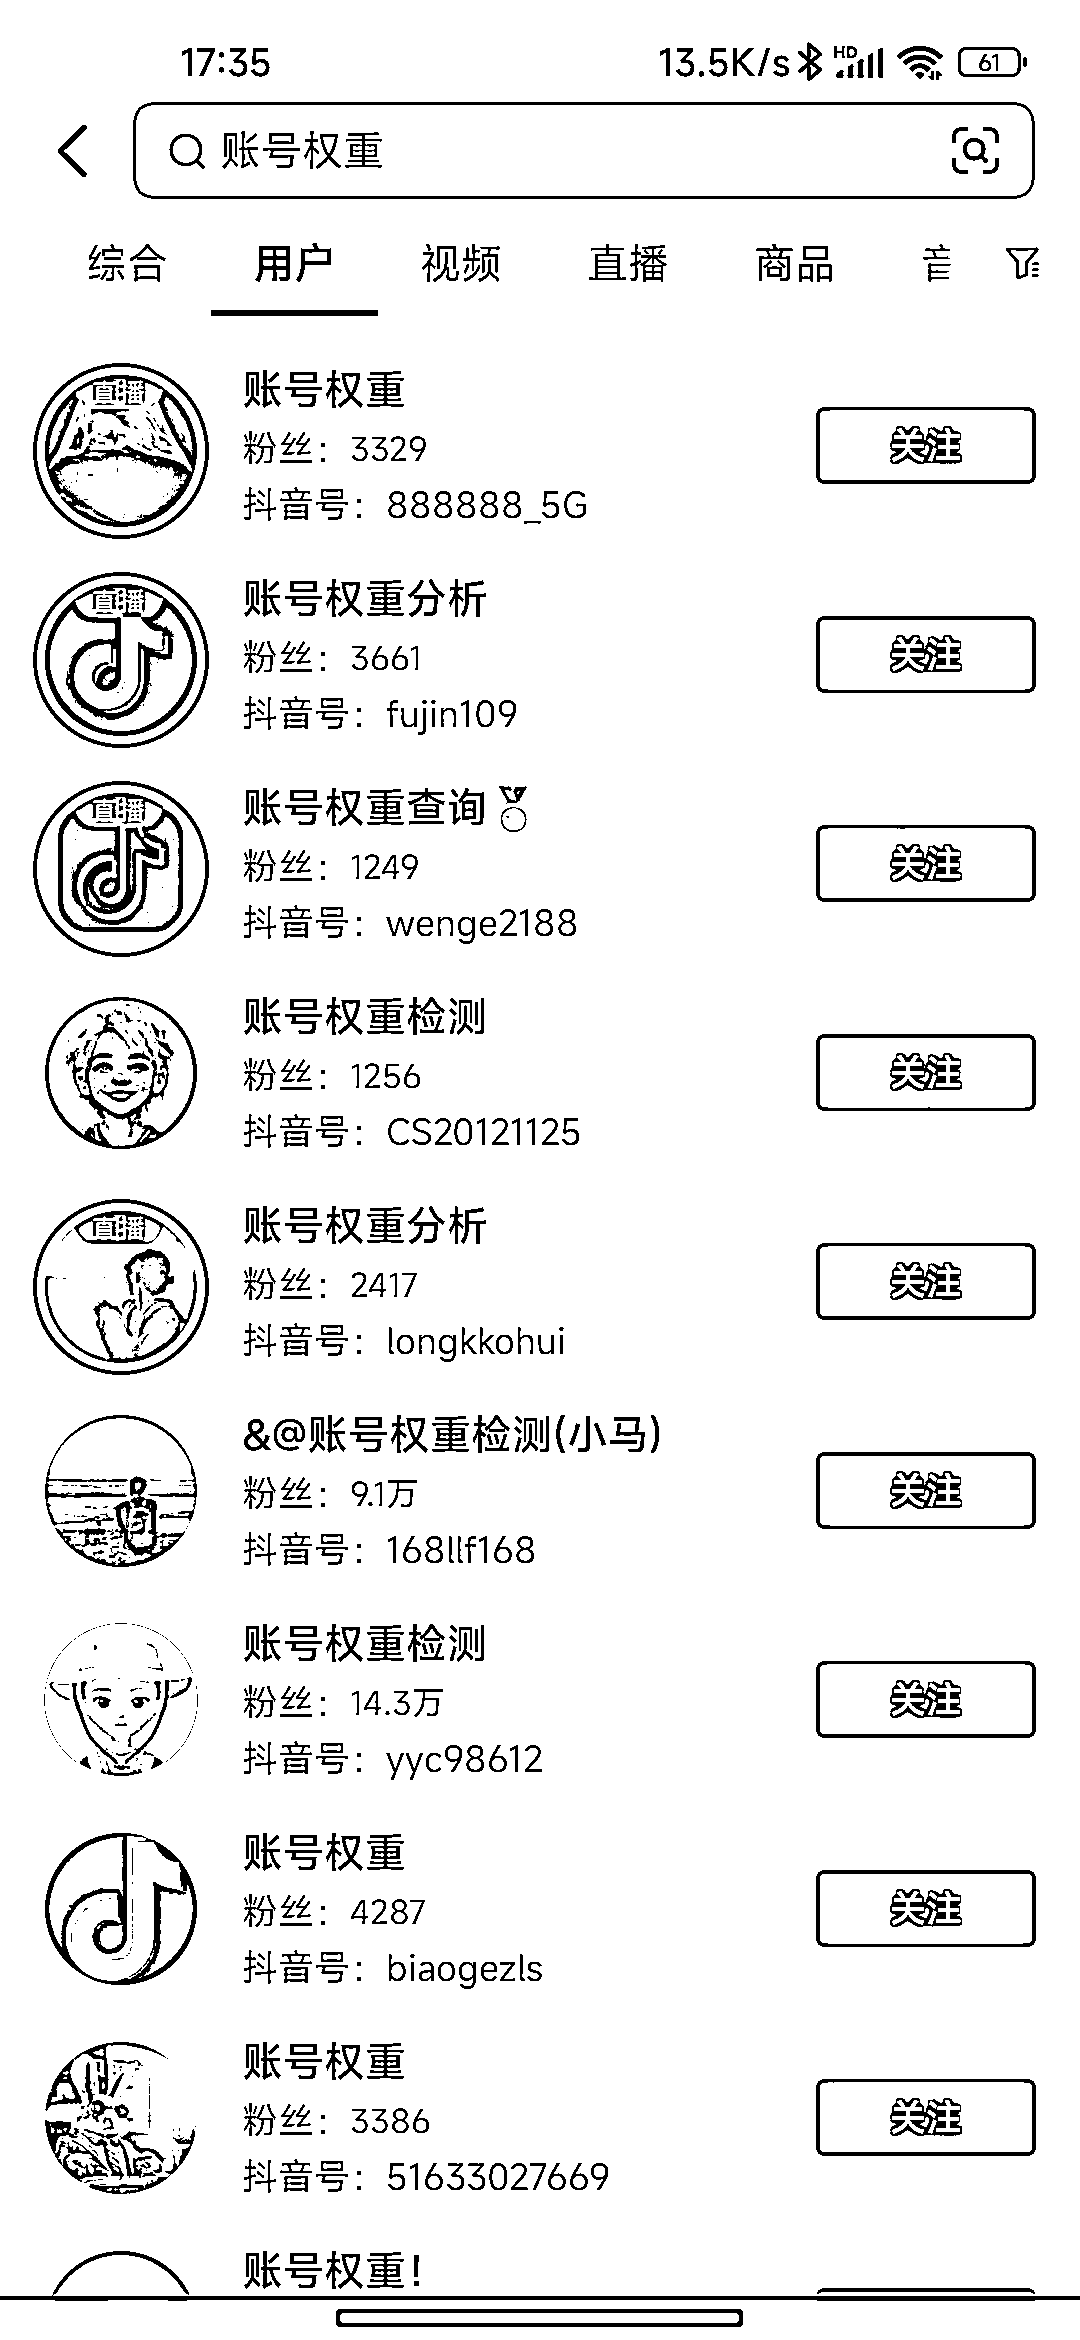 17:35
13.5K/s HD 61
账号权重
综合 用户 视频 直播 商品
直播
账号权重
粉丝：3329
抖音号：888888_5G
关注
直播
账号权重分析
粉丝：3661
抖音号：fujin109
关注
直播
账号权重查询
粉丝：1249
抖音号：wenge2188
关注
账号权重检测
粉丝：1256
抖音号：CS20121125
关注
直播
账号权重分析
粉丝：2417
抖音号：longkkohui
关注
&@账号权重检测(小马)
粉丝：9.1万
抖音号：168llf168
关注
账号权重检测
粉丝：14.3万
抖音号：yyc98612
关注
账号权重
粉丝：4287
抖音号：biaogezls
关注
账号权重
粉丝：3386
抖音号：51633027669
关注
账号权重！